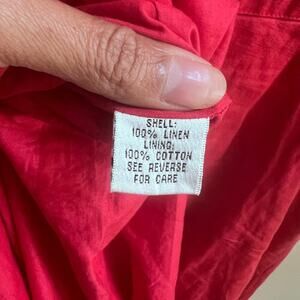 SHELL:
100% LINEN
LINING:
100% COTTON
SEE REVERSE
FOR CARE